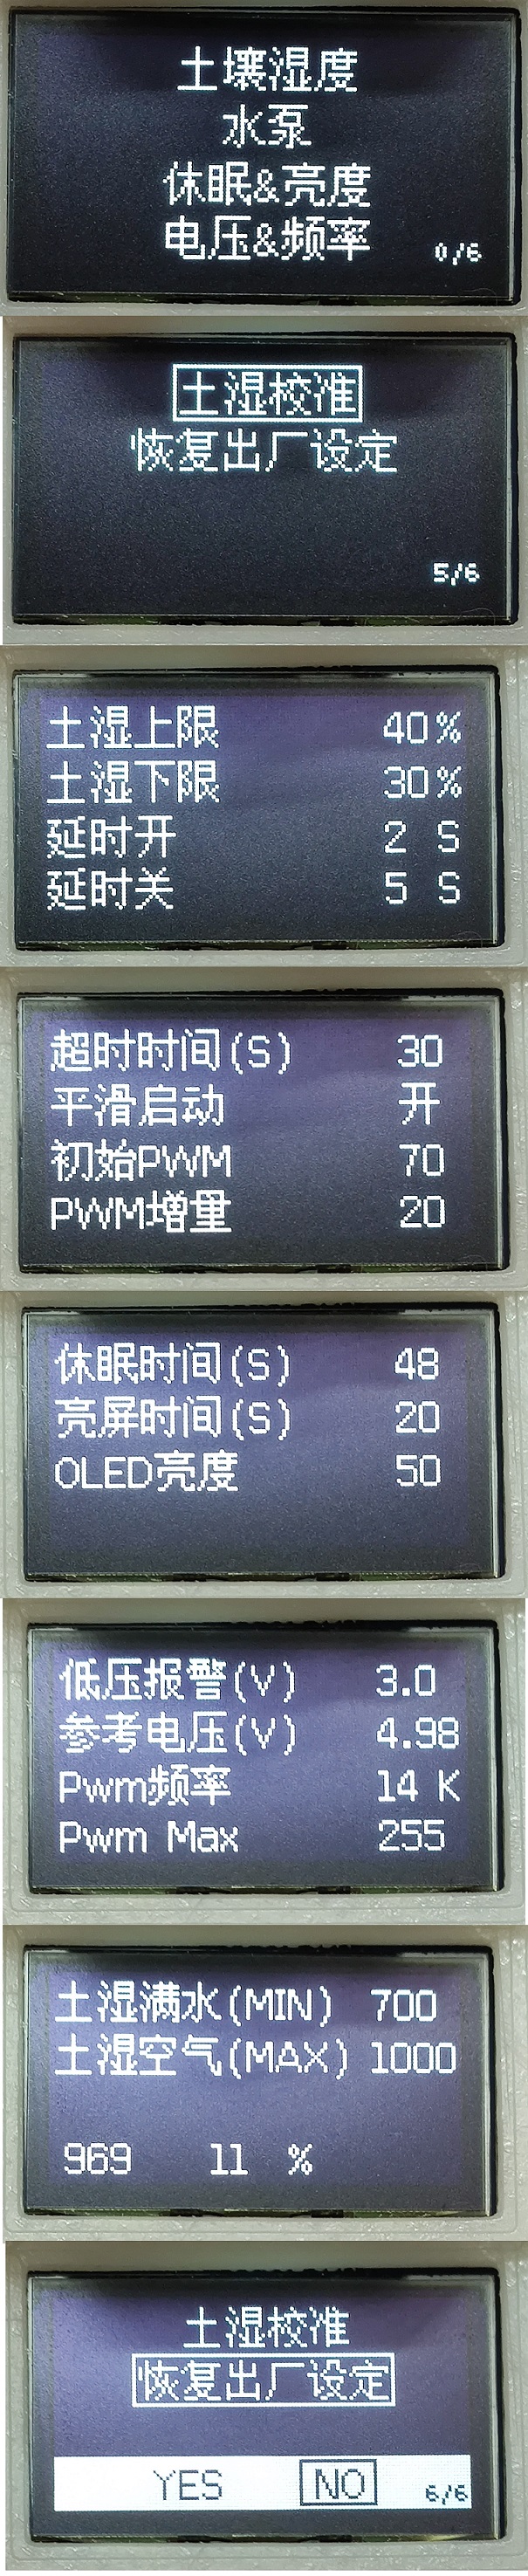 土壤湿度
水泵
休眠&亮度
电压&频率
0/6
土湿校准
恢复出厂设定
5/6
土湿上限 40%
土湿下限 30%
延时开 2 S
延时关 5 S
超时时间(S) 30
平滑启动 开
初始PWM 70
PWM增量 20
休眠时间(S) 48
亮屏时间(S) 20
OLED亮度 50
低压报警(V) 3.0
参考电压(V) 4.98
Pwm频率 14 K
Pwm Max 255
土湿满水(MIN) 700
土湿空气(MAX) 1000
969 11 %
土湿校准
恢复出厂设定
YES NO 6/6